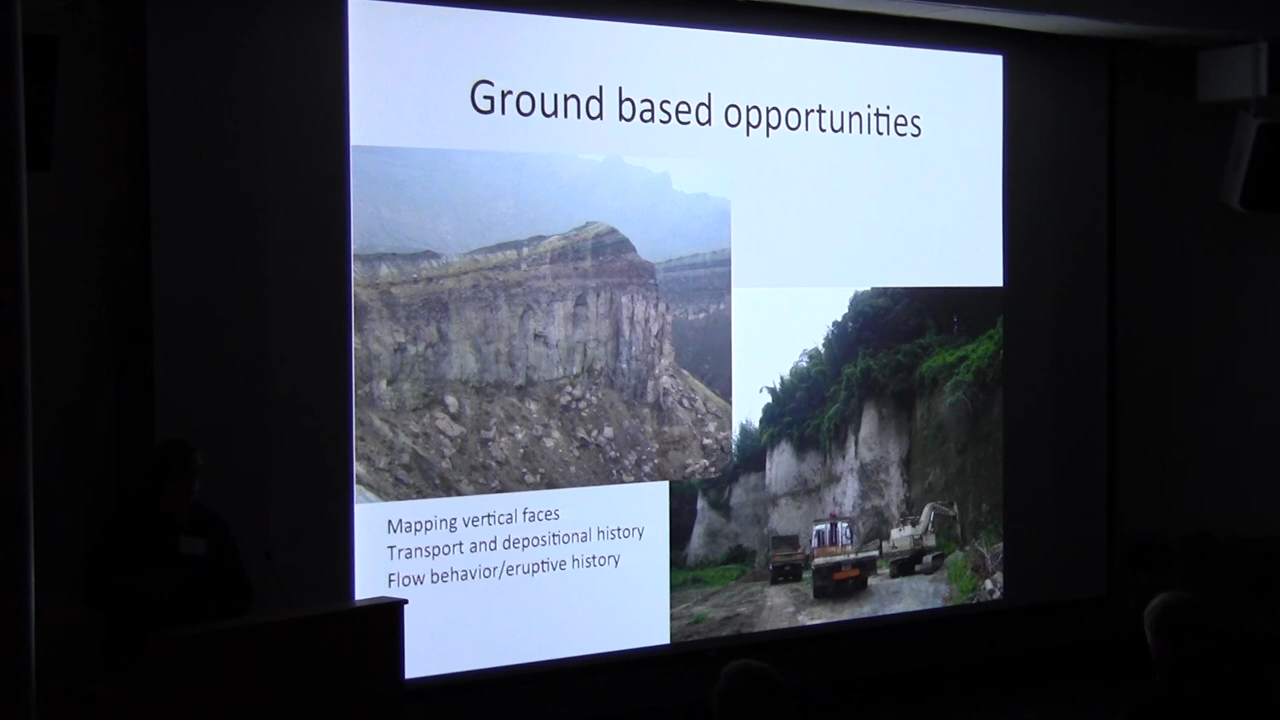 Ground based opportunities
Mapping vertical faces
Transport and depositional history
Flow behavior/eruptive history